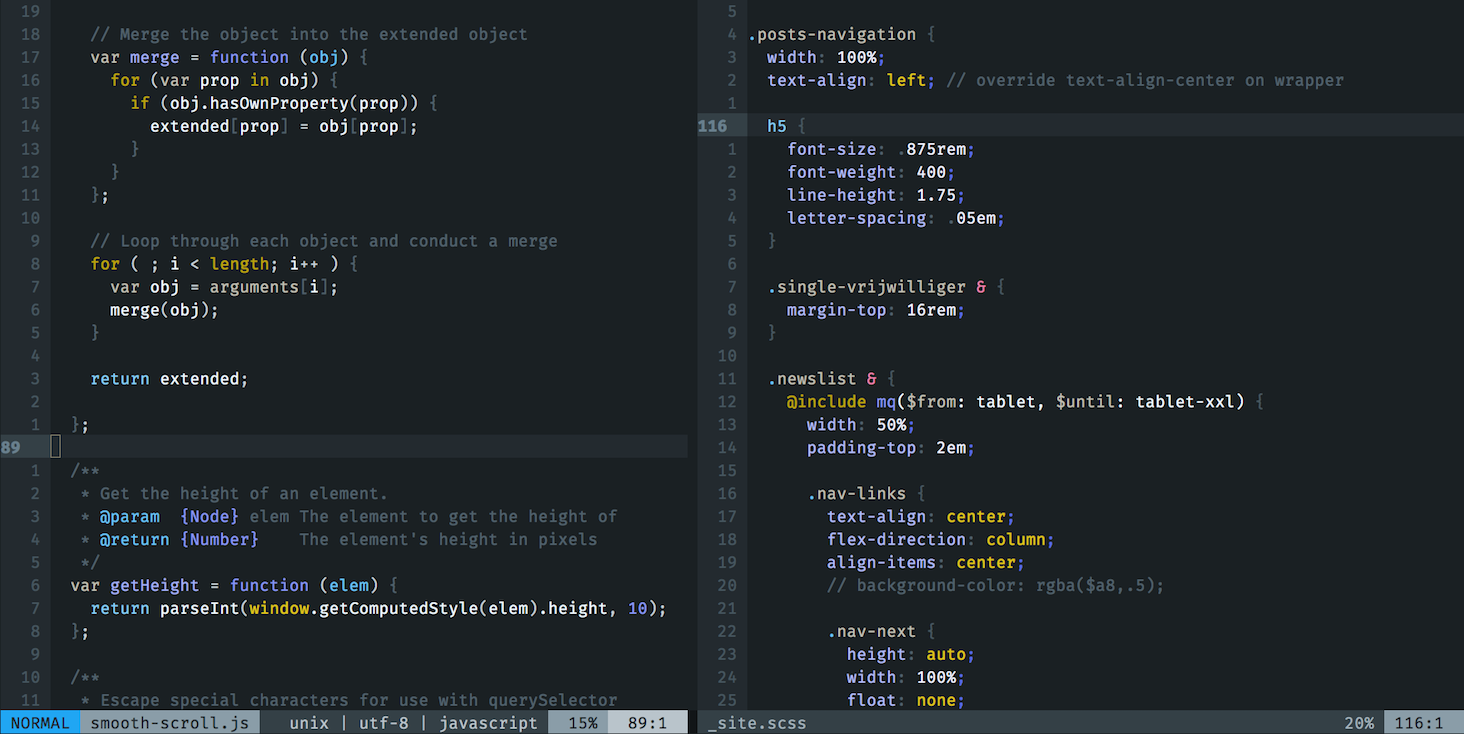 19
18 // Merge the object into the extended object
17 var merge = function (obj) {
16 for (var prop in obj) {
15 if (obj.hasOwnProperty(prop)) {
14 extended[prop] = obj[prop];
13 }
12 }
11 };
10
9 // Loop through each object and conduct a merge
8 for ( ; i < length; i++ ) {
7 var obj = arguments[i];
6 merge(obj);
5 }
4
3 return extended;
2
1 };
89
1 /**
2 * Get the height of an element.
3 * @param {Node} elem The element to get the height of
4 * @return {Number} The element's height in pixels
5 */
6 var getHeight = function (elem) {
7 return parseInt(window.getComputedStyle(elem).height, 10);
8 };
9
10 /**
11 * Escape special characters for use with querySelector
NORMAL smooth-scroll.js unix | utf-8 | javascript 15% 89:1
5
4 .posts-navigation {
3 width: 100%;
2 text-align: left; // override text-align-center on wrapper
1
116 h5 {
1 font-size: .875rem;
2 font-weight: 400;
3 line-height: 1.75;
4 letter-spacing: .05em;
5 }
6
7 .single-vrijwilliger & {
8 margin-top: 16rem;
9 }
10
11 .newslist & {
12 @include mq($from: tablet, $until: tablet-xxl) {
13 width: 50%;
14 padding-top: 2em;
15
16 .nav-links {
17 text-align: center;
18 flex-direction: column;
19 align-items: center;
20 // background-color: rgba($a8,.5);
21
22 .nav-next {
23 height: auto;
24 width: 100%;
25 float: none;
_site.scss 20% 116:1